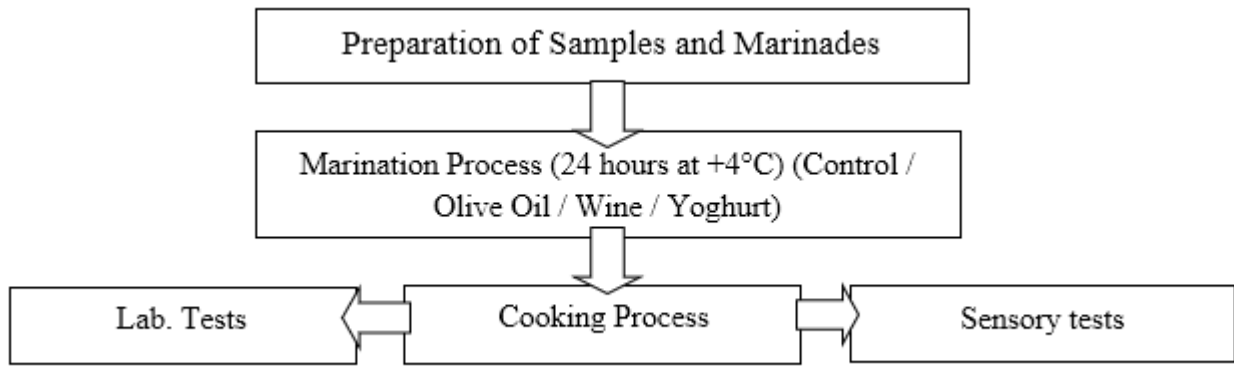 Preparation of Samples and Marinades
Marination Process (24 hours at +4°C) (Control /
Olive Oil / Wine / Yoghurt)
Lab. Tests
Cooking Process
Sensory tests